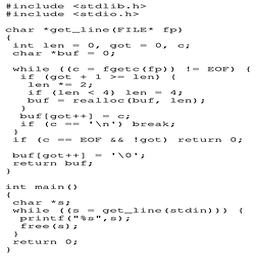 #include <stdlib.h>
#include <stdio.h>

char *get_line(FILE* fp)
{
 int len = 0, got = 0, c;
 char *buf = 0;

 while ((c = fgetc(fp)) != EOF) {
  if (got + 1 >= len) {
   len *= 2;
   if (len < 4) len = 4;
   buf = realloc(buf, len);
  }
  buf[got++] = c;
  if (c == '\n') break;
 }
 if (c == EOF && !got) return 0;

 buf[got++] = '\0';
 return buf;
}

int main()
{
 char *s;
 while ((s = get_line(stdin))) {
  printf("%s",s);
  free(s);
 }
 return 0;
}